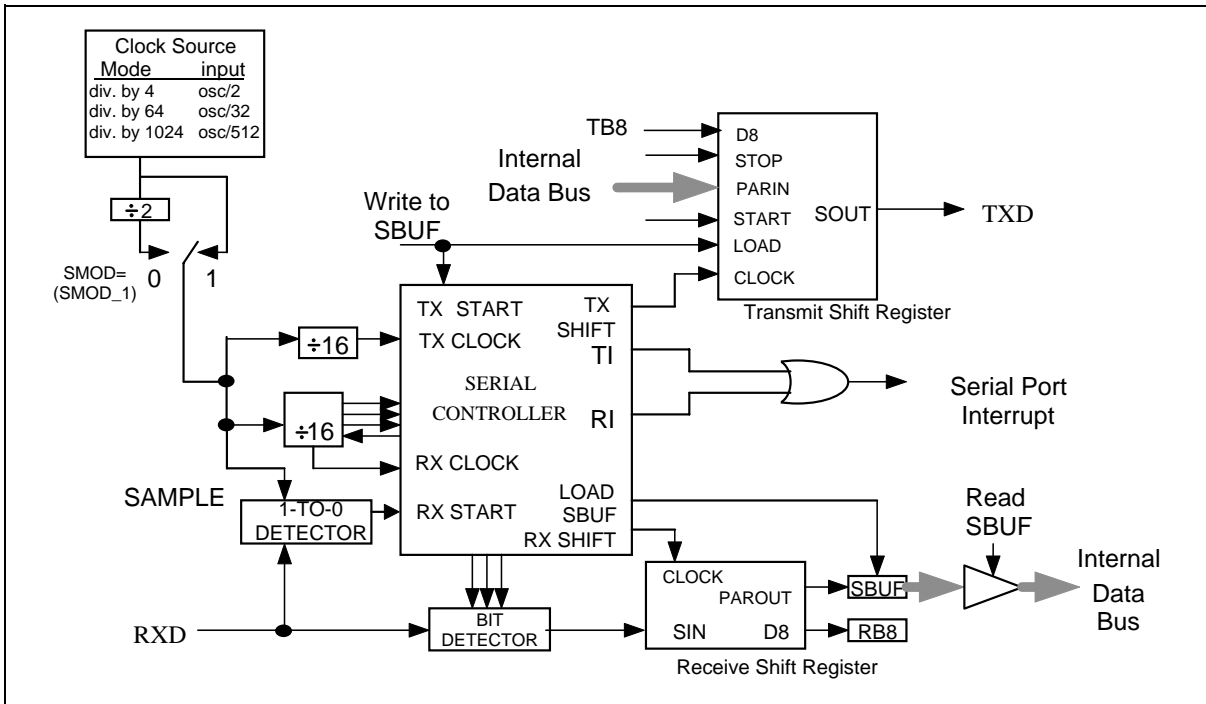 Clock Source
Mode input
div. by 4 osc/2
div. by 64 osc/32
div. by 1024 osc/512
÷2
SMOD=
(SMOD_1)
0 1
Write to
SBUF
TB8
Internal
Data Bus
D8
STOP
PARIN
START
LOAD
CLOCK
SOUT
TXD
Transmit Shift Register
÷16
÷16
TX START
TX CLOCK
SERIAL
CONTROLLER
RX CLOCK
RX START
TX
SHIFT
TI
RI
LOAD
SBUF
RX SHIFT
Serial Port
Interrupt
SAMPLE
1-TO-0
DETECTOR
RXD
BIT
DETECTOR
CLOCK
PAROUT
SIN D8
Receive Shift Register
SBUF
RB8
Read
SBUF
Internal
Data
Bus